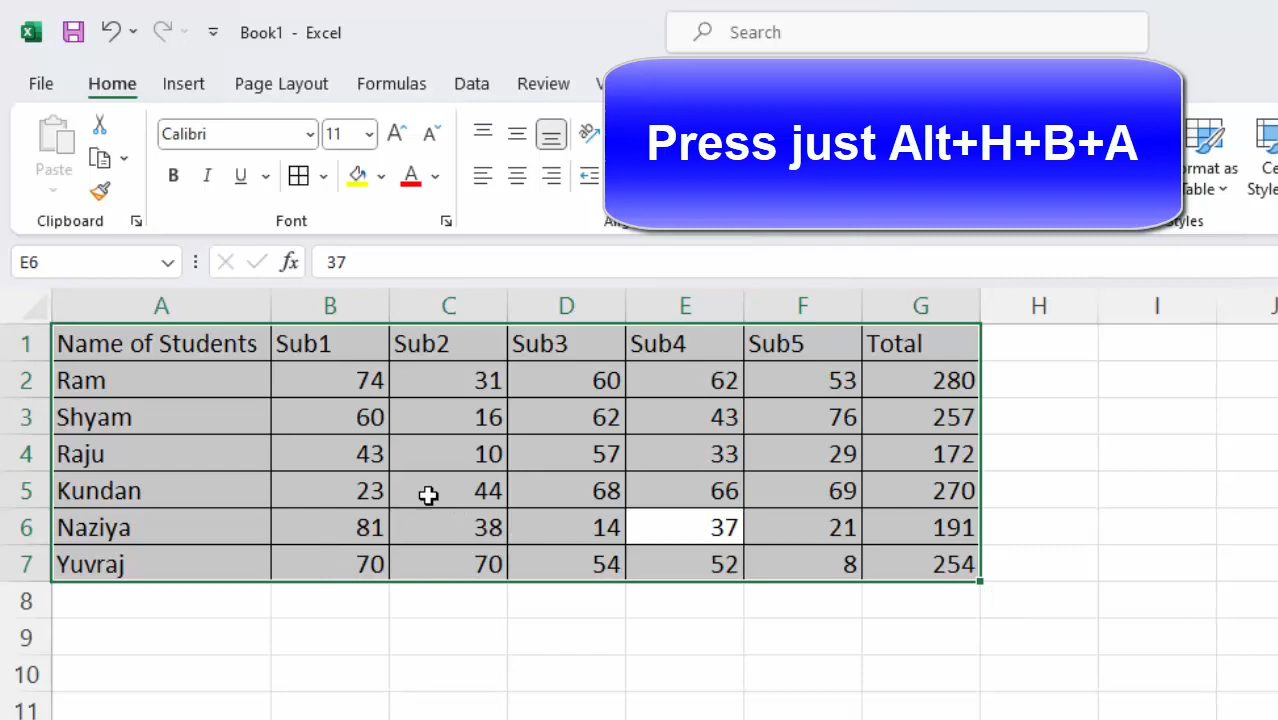 Book1 - Excel
Search
File Home Insert Page Layout Formulas Data Review
Press just Alt+H+B+A
Paste
Calibri 11
B I U A
Clipboard Font
Table
Styles
E6 fx 37
A B C D E F G H I J
1 Name of Students Sub1 Sub2 Sub3 Sub4 Sub5 Total
2 Ram 74 31 60 62 53 280
3 Shyam 60 16 62 43 76 257
4 Raju 43 10 57 33 29 172
5 Kundan 23 44 68 66 69 270
6 Naziya 81 38 14 37 21 191
7 Yuvraj 70 70 54 52 8 254
8
9
10
11